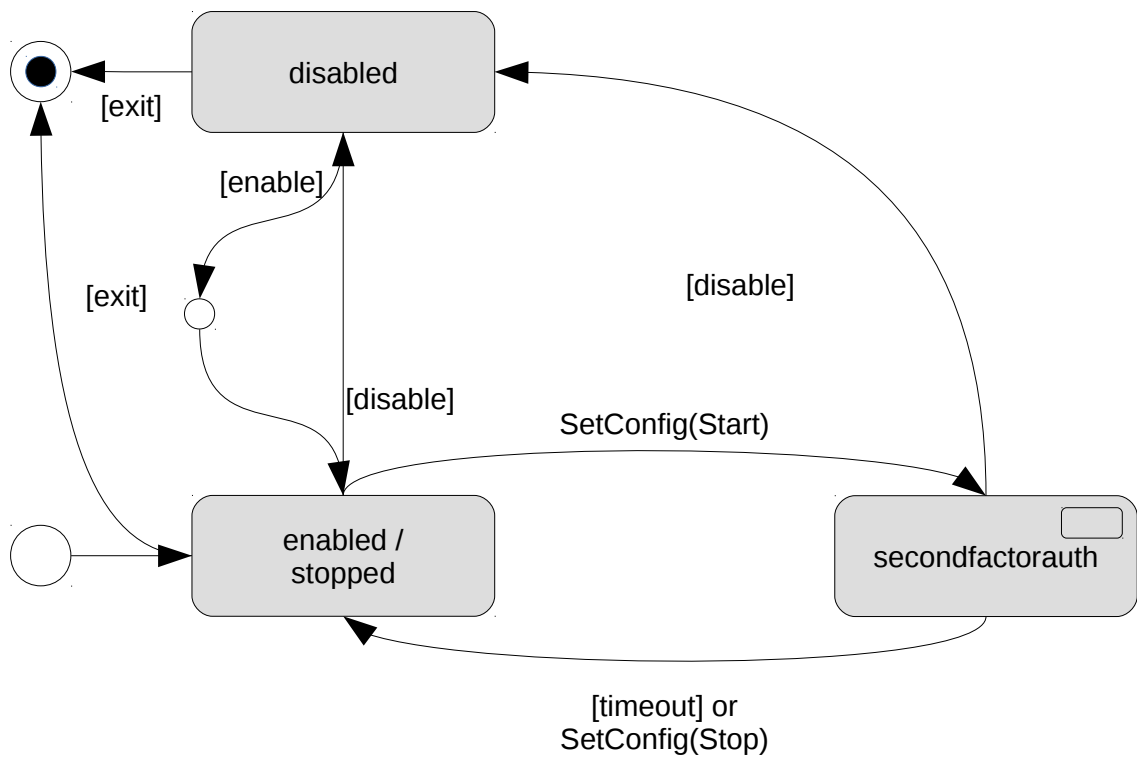 disabled
[exit]
[enable]
[disable]
[exit]
[disable]
SetConfig(Start)
enabled /
stopped
secondfactorauth
[timeout] or
SetConfig(Stop)